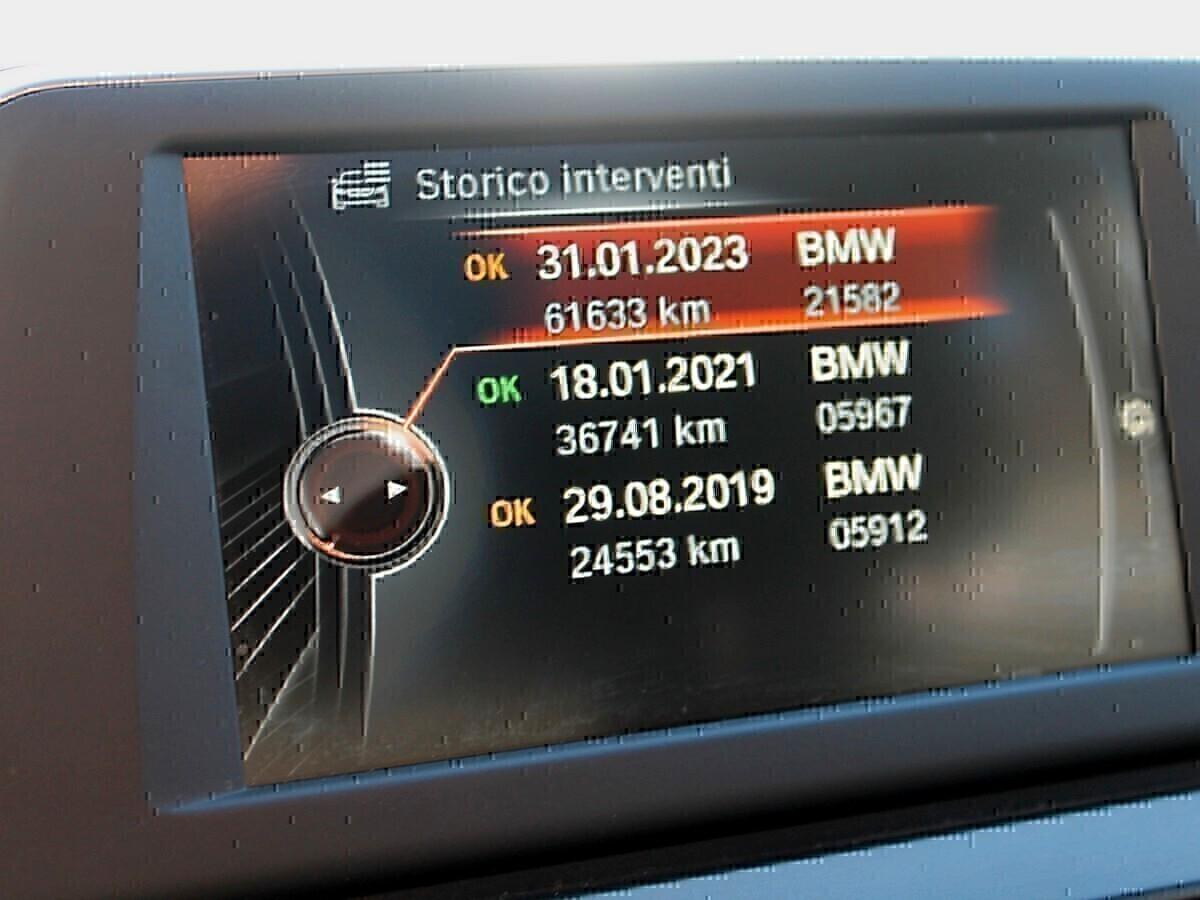 Storico interventi
OK 31.01.2023 BMW
61633 km 21582
OK 18.01.2021 BMW
36741 km 05967
OK 29.08.2019 BMW
24553 km 05912